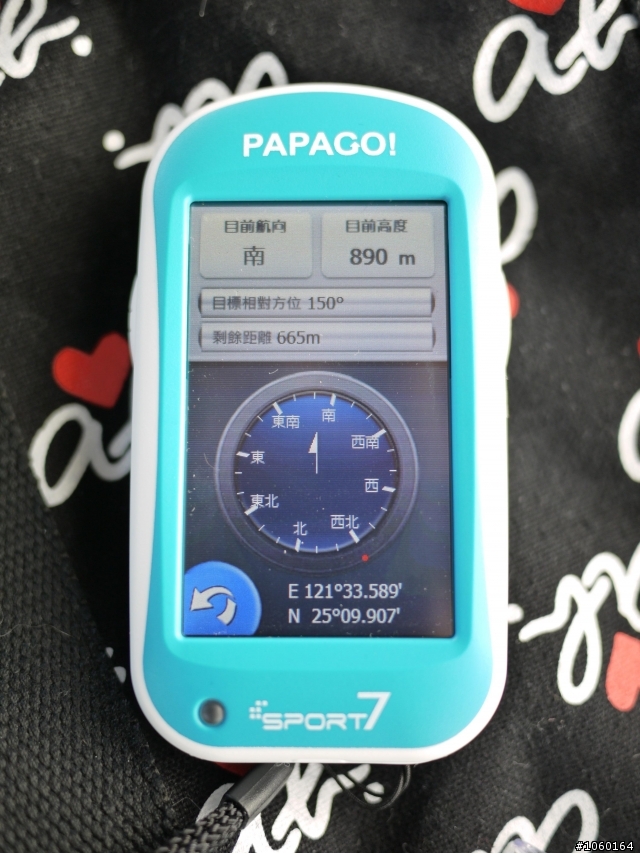 PAPAGO!
目前航向
目前高度
南
890 m
目標相對方位 150°
剩餘距離 665m
南
東南
西南
東
西
東北
西北
北
E 121°33.589'
N 25°09.907'
SPORT7
#1060164